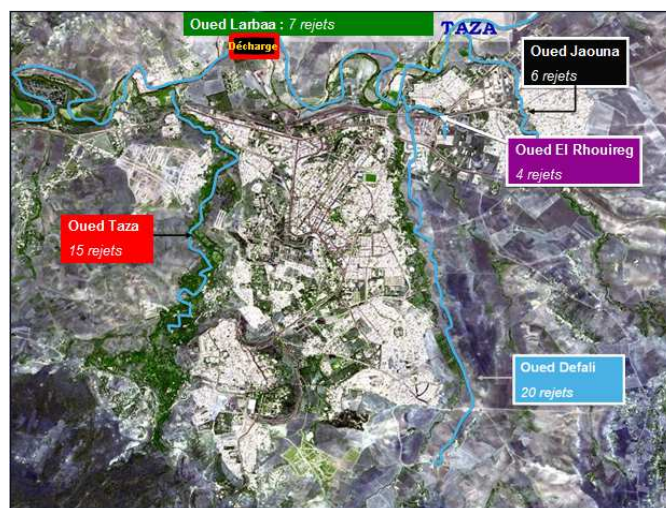 Oued Larbaa : 7 rejets
TAZA
Décharge
Oued Jaouna
6 rejets
Oued El Rhouireg
4 rejets
Oued Taza
15 rejets
Oued Defali
20 rejets